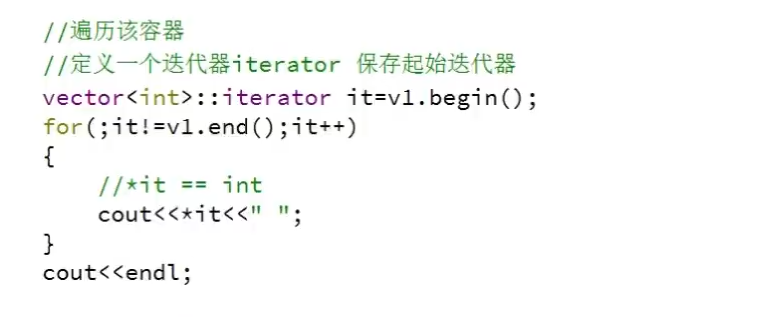 //遍历该容器
//定义一个迭代器iterator 保存起始迭代器
vector<int>::iterator it=v1.begin();
for(;it!=v1.end();it++)
{
    //*it == int
    cout<<*it<<" ";
}
cout<<endl;